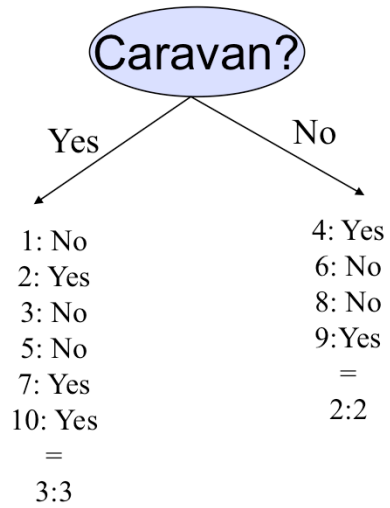 Caravan?
Yes
No
1: No
2: Yes
3: No
5: No
7: Yes
10: Yes
=
3:3
4: Yes
6: No
8: No
9:Yes
=
2:2